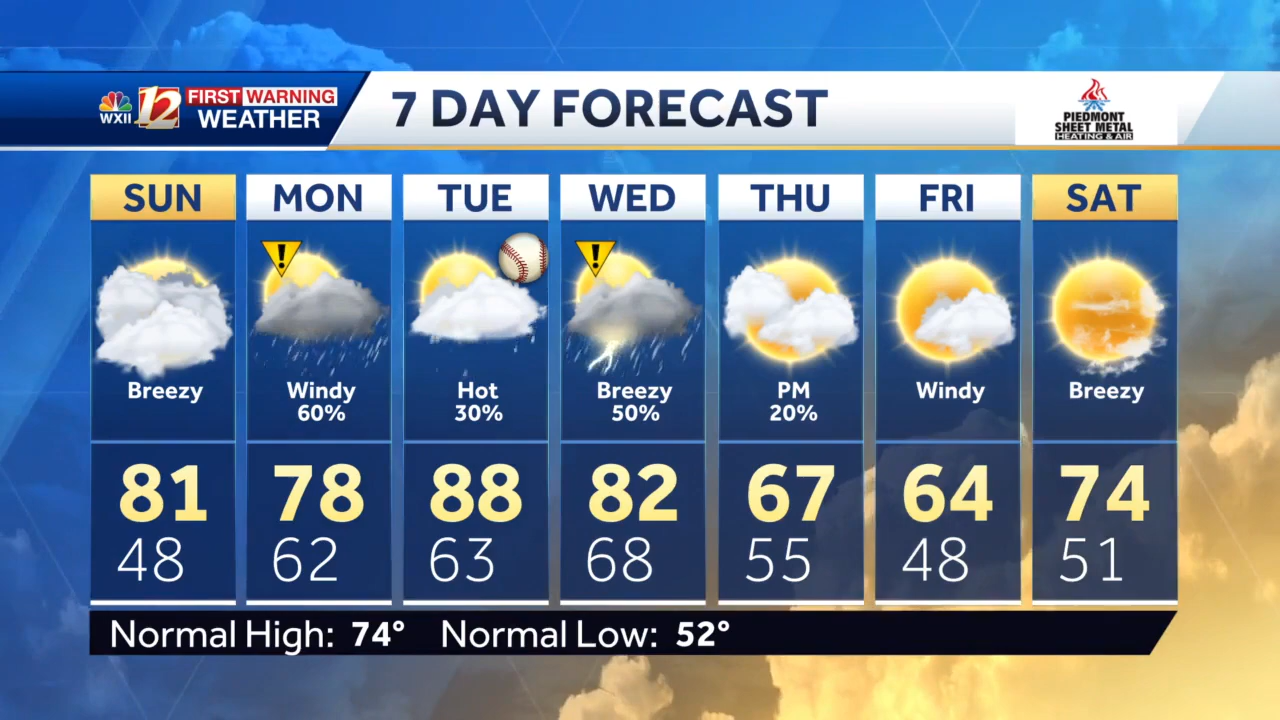 WXII 12 FIRST WARNING WEATHER
7 DAY FORECAST
PIEDMONT
SHEET METAL
HEATING & AIR
SUN MON TUE WED THU FRI SAT
! !
Breezy Windy Hot Breezy PM Windy Breezy
60% 30% 50% 20%
81 78 88 82 67 64 74
48 62 63 68 55 48 51
Normal High: 74° Normal Low: 52°